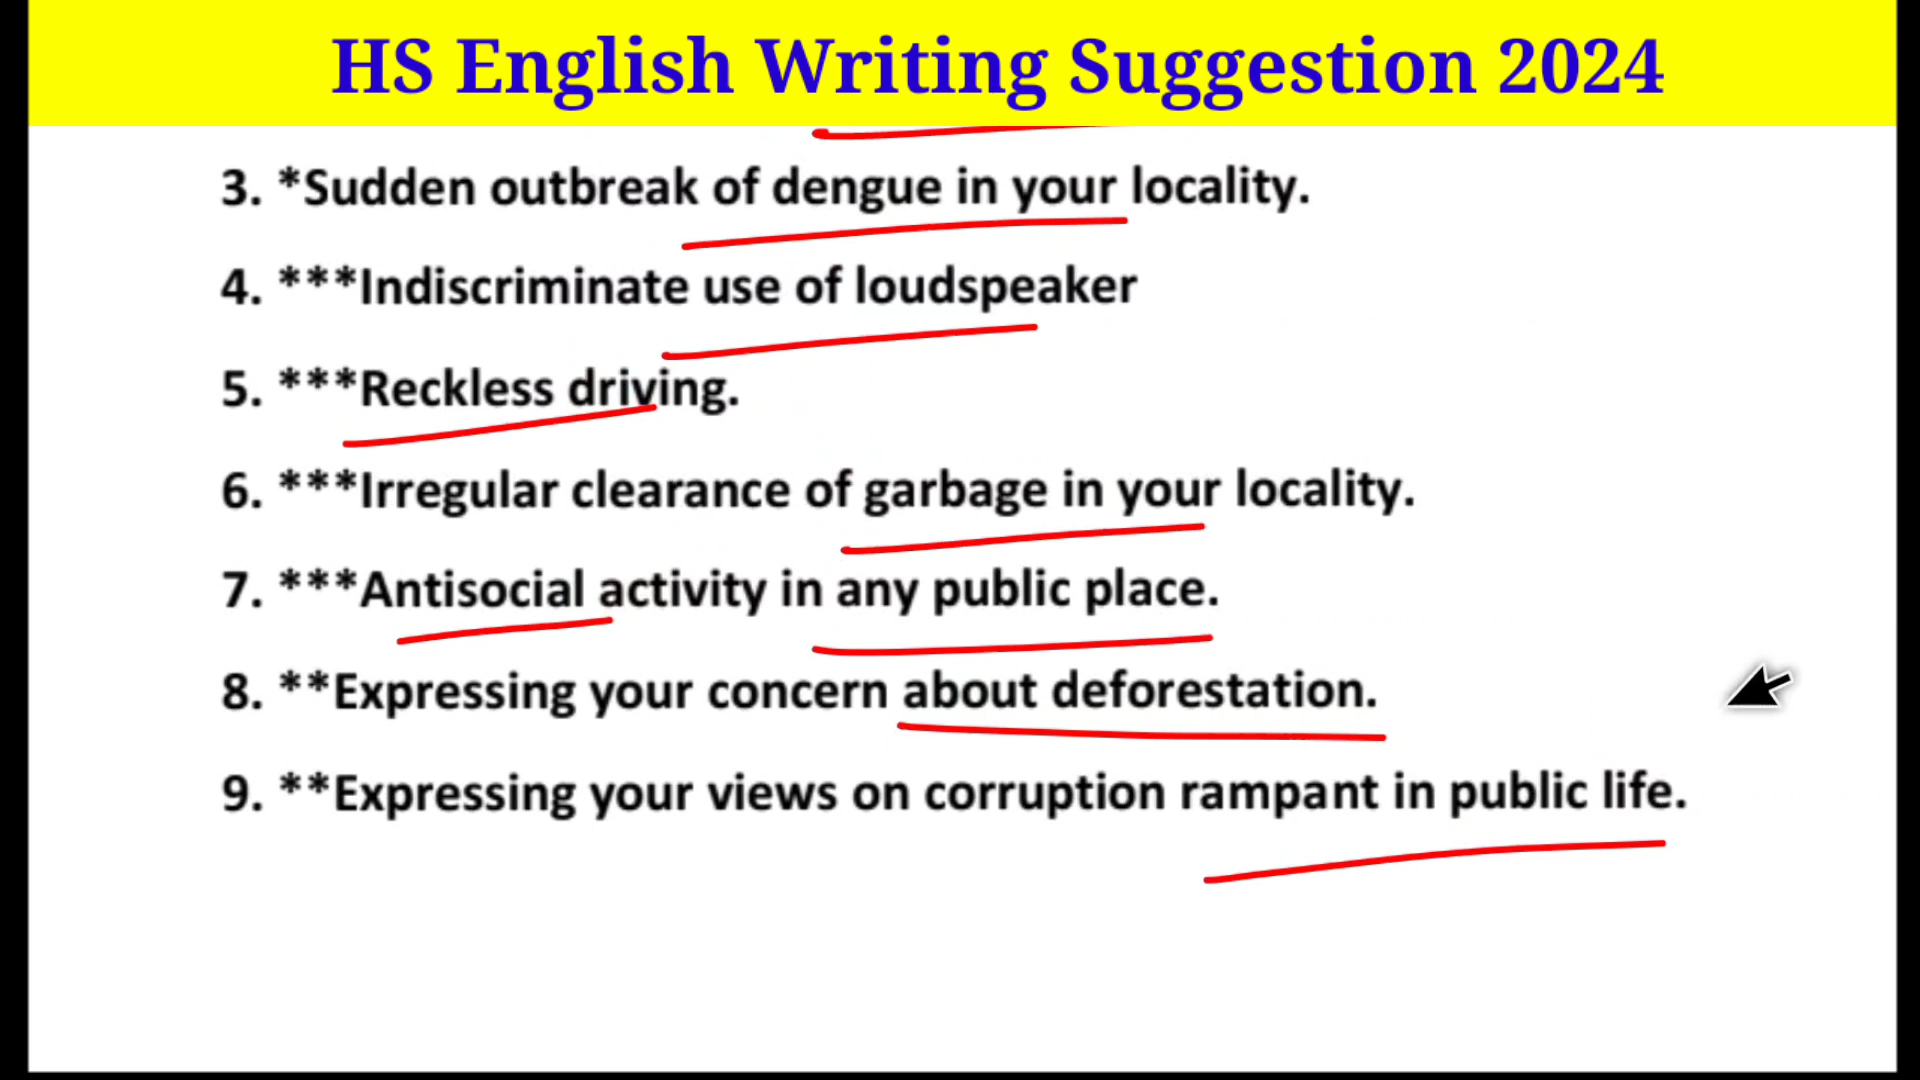 HS English Writing Suggestion 2024
3. *Sudden outbreak of dengue in your locality.
4. ***Indiscriminate use of loudspeaker
5. ***Reckless driving.
6. ***Irregular clearance of garbage in your locality.
7. ***Antisocial activity in any public place.
8. **Expressing your concern about deforestation.
9. **Expressing your views on corruption rampant in public life.